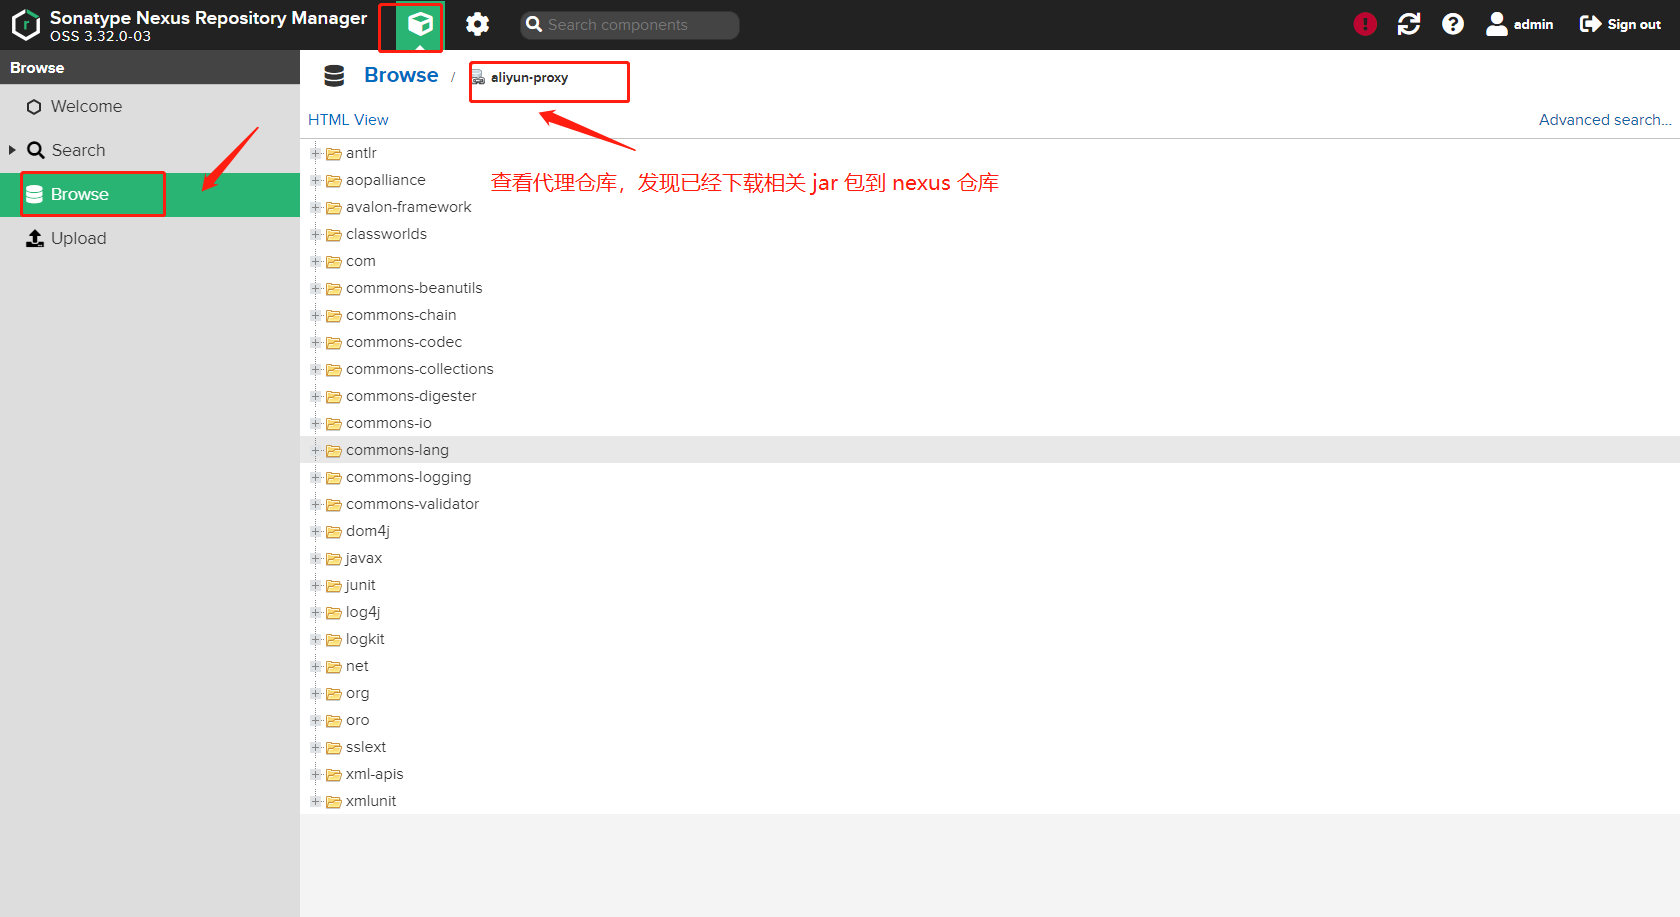 Sonatype Nexus Repository Manager
OSS 3.32.0-03
Search components
admin
Sign out
Browse
Welcome
Search
Browse
Upload
Browse / aliyun-proxy
HTML View
Advanced search...
查看代理仓库，发现已经下载相关 jar 包到 nexus 仓库
antlr
aopalliance
avalon-framework
classworlds
com
commons-beanutils
commons-chain
commons-codec
commons-collections
commons-digester
commons-io
commons-lang
commons-logging
commons-validator
dom4j
javax
junit
log4j
logkit
net
org
oro
sslext
xml-apis
xmlunit